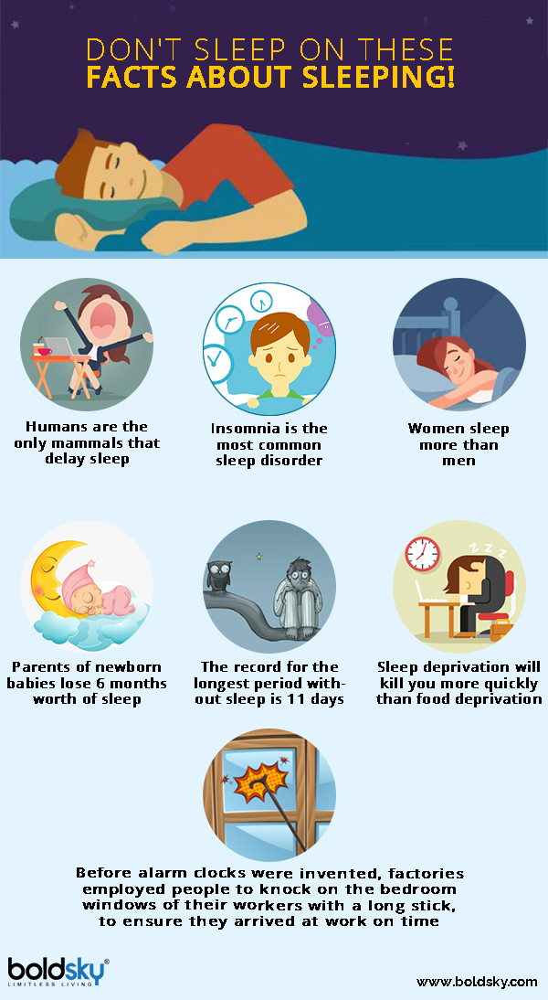 DON'T SLEEP ON THESE
FACTS ABOUT SLEEPING!
Humans are the
only mammals that
delay sleep
Insomnia is the
most common
sleep disorder
Women sleep
more than
men
Parents of newborn
babies lose 6 months
worth of sleep
The record for the
longest period with-
out sleep is 11 days
Z Z Z
Sleep deprivation will
kill you more quickly
than food deprivation
Before alarm clocks were invented, factories
employed people to knock on the bedroom
windows of their workers with a long stick,
to ensure they arrived at work on time
boldsky®
LIMITLESS LIVING
www.boldsky.com